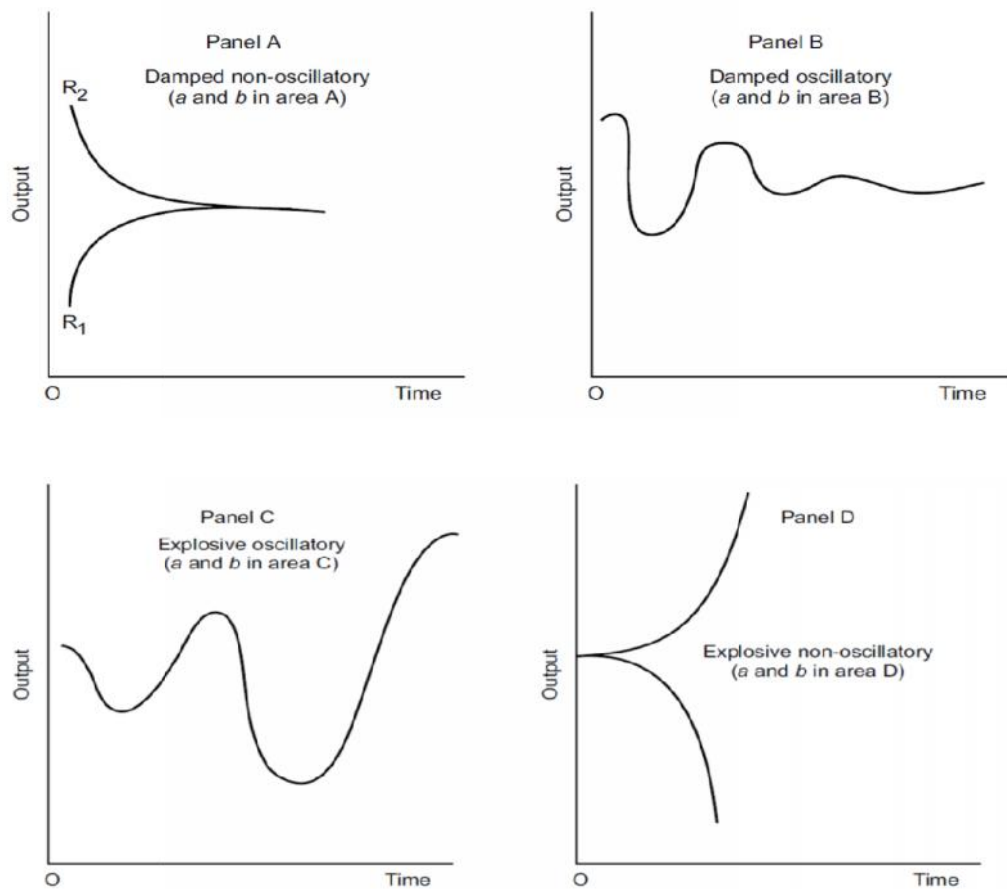 Panel A
Damped non-oscillatory
(a and b in area A)
R2
Output
R1
O
Time
Panel B
Damped oscillatory
(a and b in area B)
Output
O
Time
Panel C
Explosive oscillatory
(a and b in area C)
Output
O
Time
Panel D
Explosive non-oscillatory
(a and b in area D)
Output
O
Time